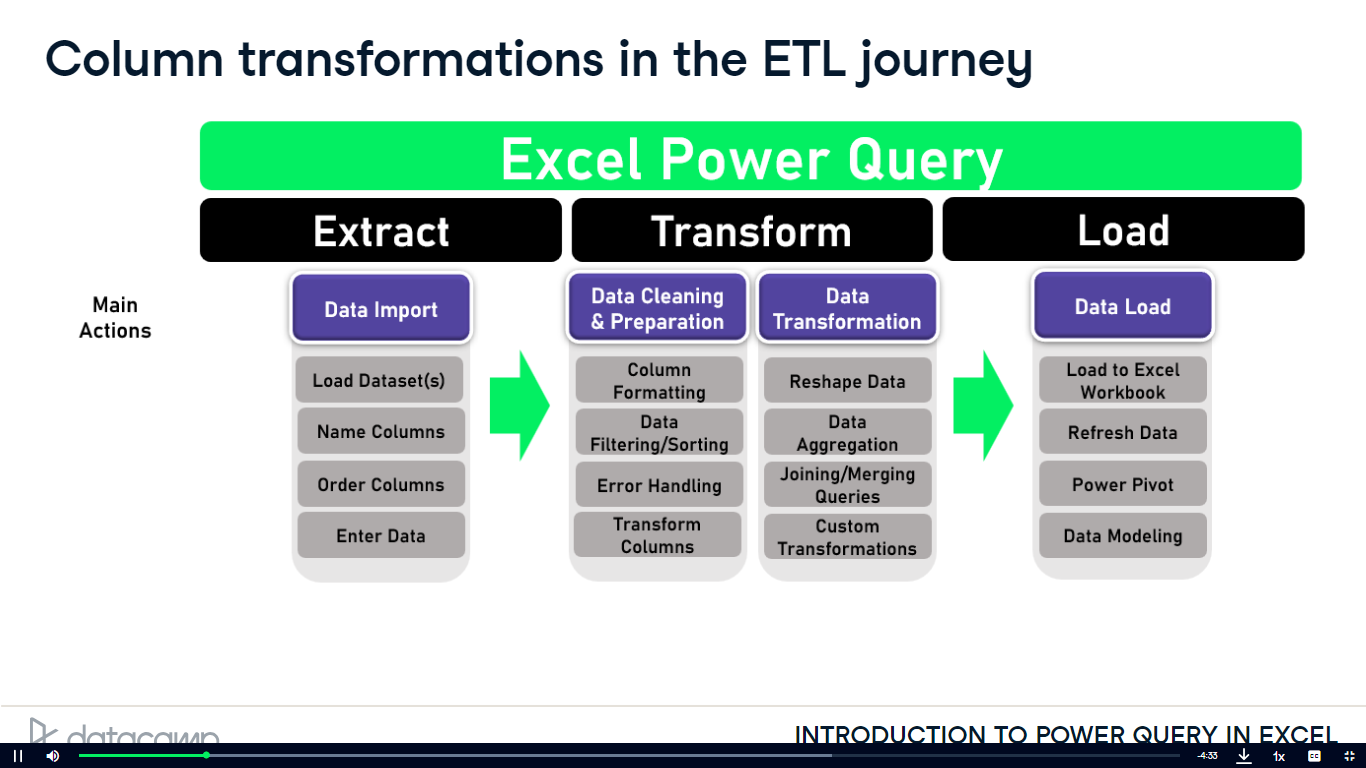 Column transformations in the ETL journey
Excel Power Query
Extract
Transform
Load
Main
Actions
Data Import
Load Dataset(s)
Name Columns
Order Columns
Enter Data
Data Cleaning
& Preparation
Column
Formatting
Data
Filtering/Sorting
Error Handling
Transform
Columns
Data
Transformation
Reshape Data
Data
Aggregation
Joining/Merging
Queries
Custom
Transformations
Data Load
Load to Excel
Workbook
Refresh Data
Power Pivot
Data Modeling
datacamp
INTRODUCTION TO POWER QUERY IN EXCEL
-4:33
1x
CC